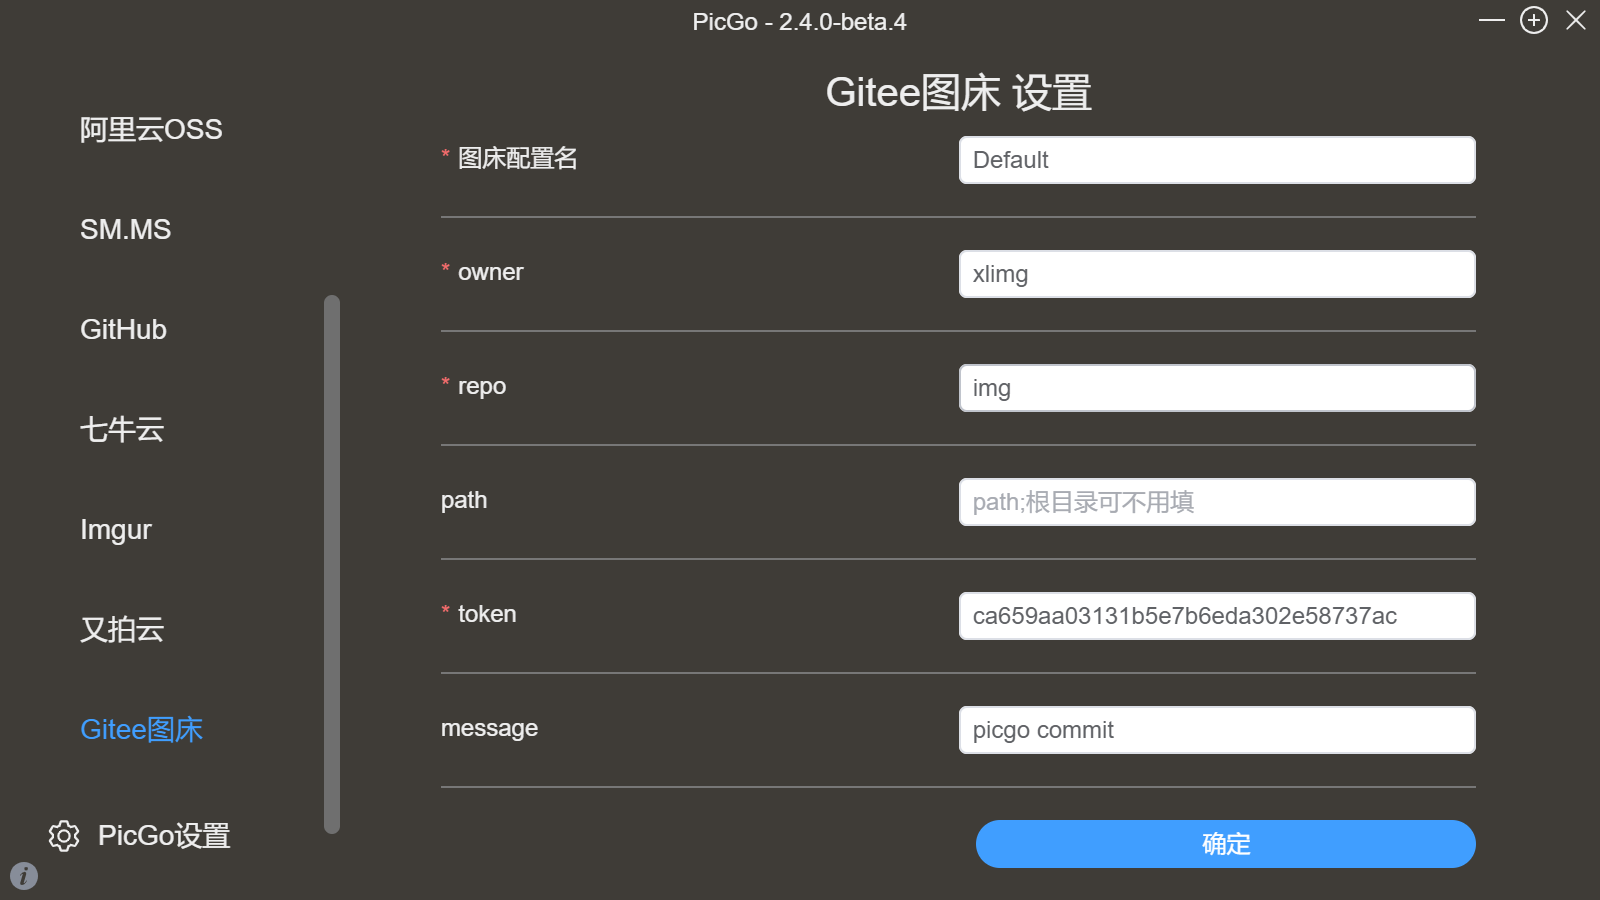 PicGo - 2.4.0-beta.4
阿里云OSS
SM.MS
GitHub
七牛云
Imgur
又拍云
Gitee图床
PicGo设置
Gitee图床 设置
* 图床配置名
Default
* owner
xlimg
* repo
img
path
path;根目录可不用填
* token
ca659aa03131b5e7b6eda302e58737ac
message
picgo commit
确定